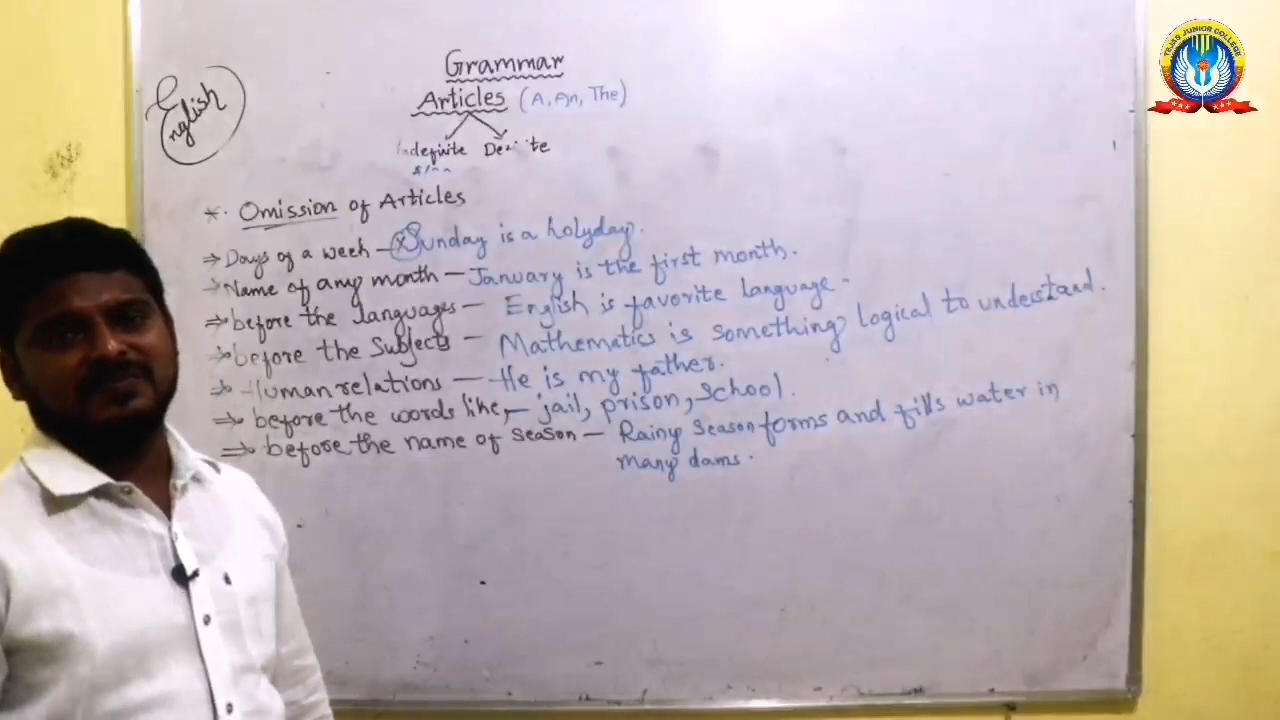 TEJAS JUNIOR COLLEGE
English
Grammar
Articles (A, An, The)
Indefinite
* Omission of Articles
⇒ Days of a week – × Sunday is a holyday.
⇒ Name of any month – January is the first month.
⇒ before the languages – English is favorite language.
⇒ before the Subjects – Mathematics is something logical to understand.
⇒ Human relations – He is my father.
⇒ before the words like, – jail, prison, School.
⇒ before the name of season – Rainy season forms and fills water in
many dams.